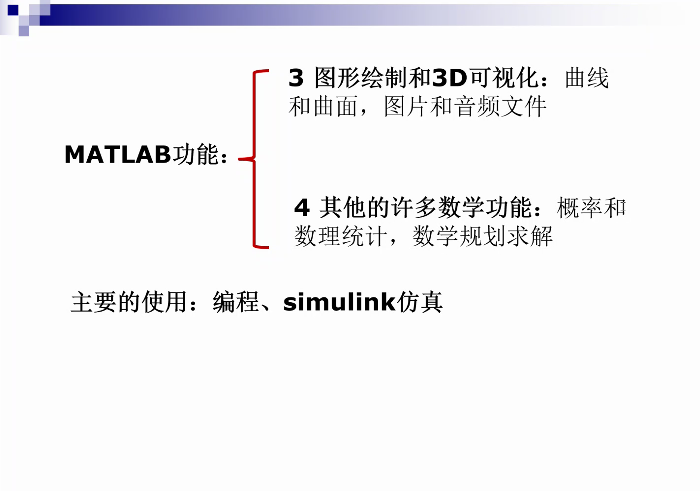 3 图形绘制和3D可视化：曲线
和曲面，图片和音频文件
MATLAB功能：
4 其他的许多数学功能：概率和
数理统计，数学规划求解
主要的使用：编程、simulink仿真